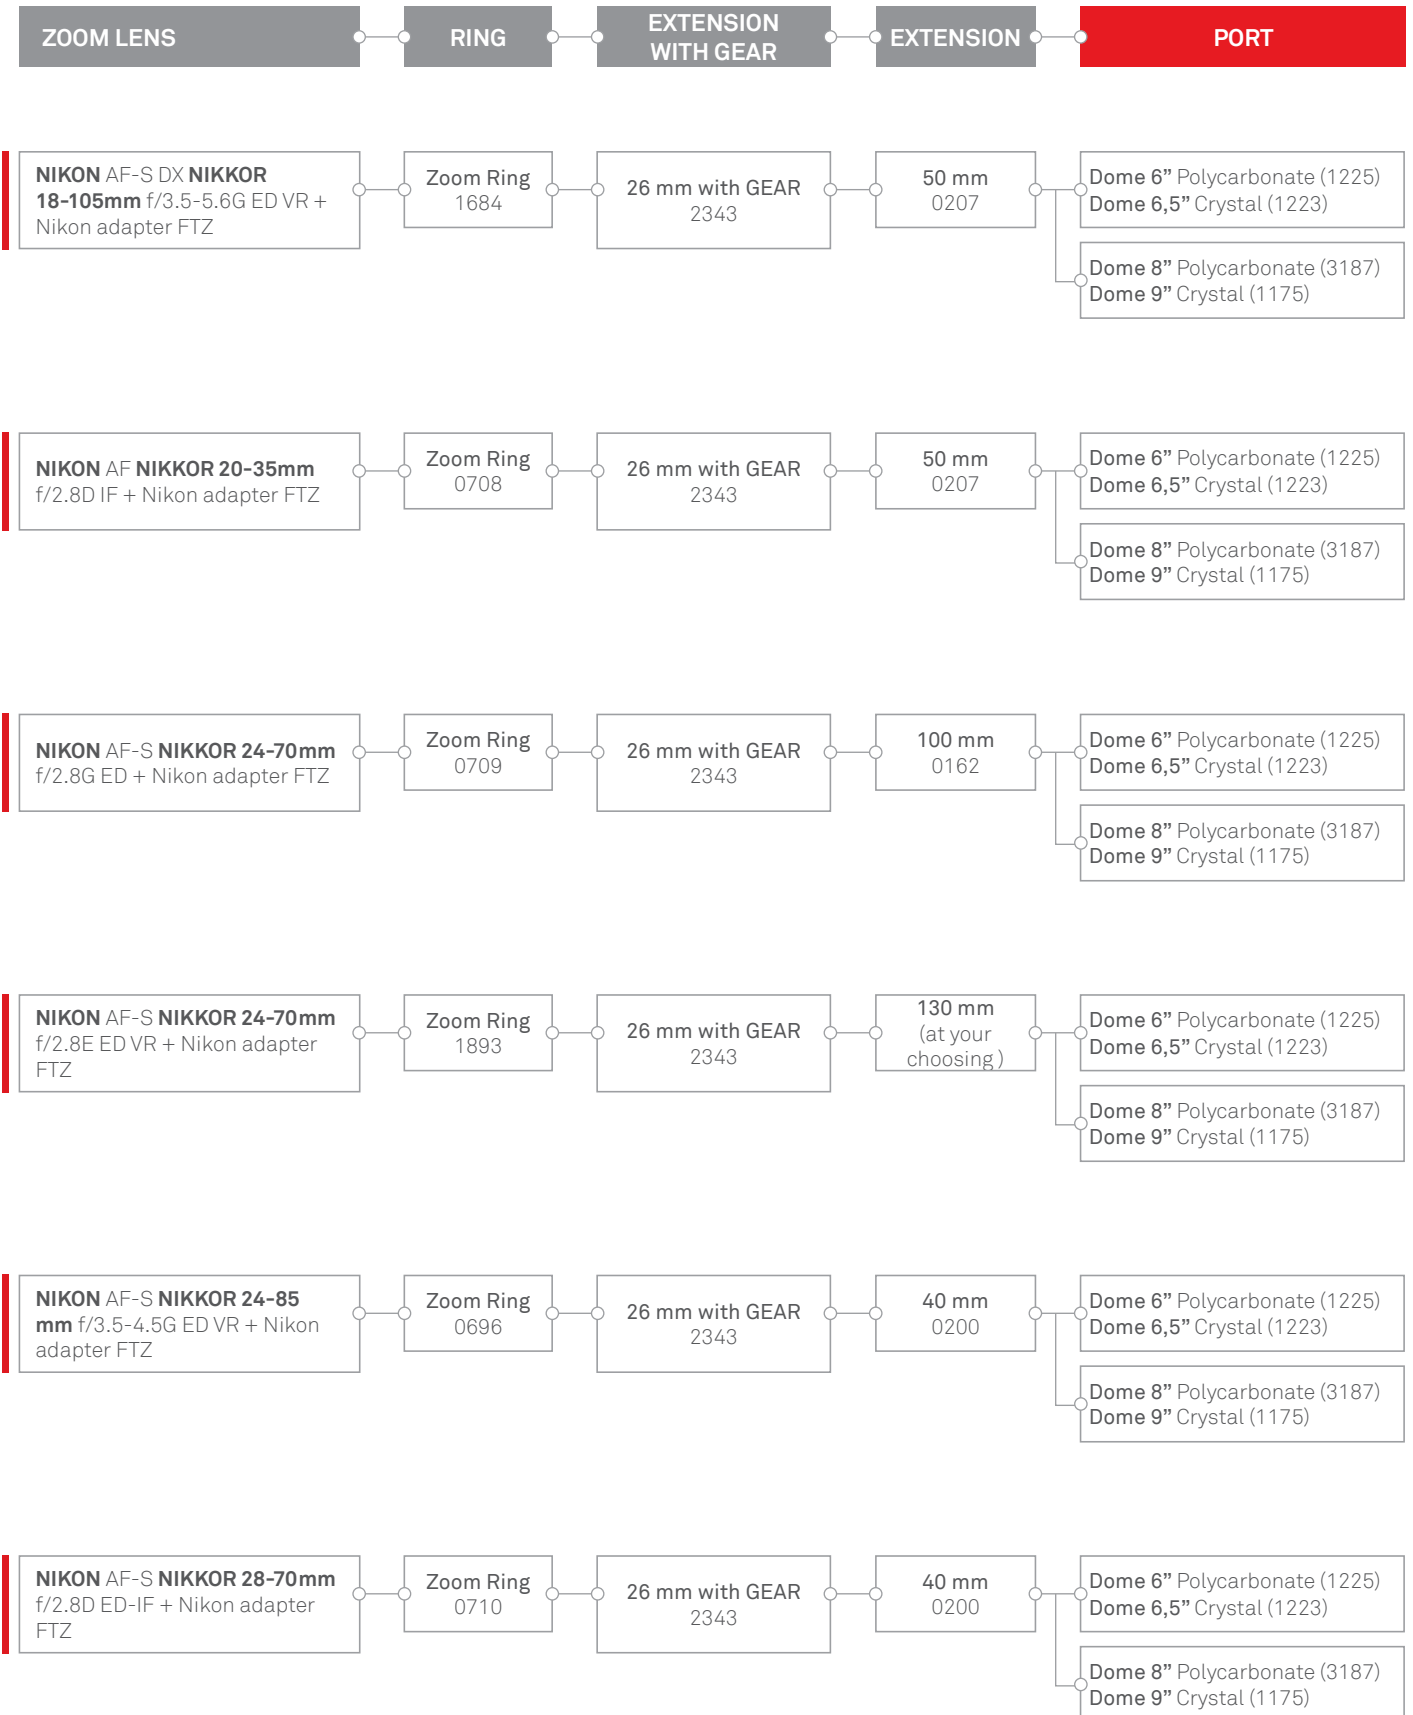 ZOOM LENS
RING
EXTENSION
WITH GEAR
EXTENSION
PORT
NIKON AF-S DX NIKKOR
18-105mm f/3.5-5.6G ED VR +
Nikon adapter FTZ
Zoom Ring
1684
26 mm with GEAR
2343
50 mm
0207
Dome 6” Polycarbonate (1225)
Dome 6,5” Crystal (1223)
Dome 8” Polycarbonate (3187)
Dome 9” Crystal (1175)
NIKON AF NIKKOR 20-35mm
f/2.8D IF + Nikon adapter FTZ
Zoom Ring
0708
26 mm with GEAR
2343
50 mm
0207
Dome 6” Polycarbonate (1225)
Dome 6,5” Crystal (1223)
Dome 8” Polycarbonate (3187)
Dome 9” Crystal (1175)
NIKON AF-S NIKKOR 24-70mm
f/2.8G ED + Nikon adapter FTZ
Zoom Ring
0709
26 mm with GEAR
2343
100 mm
0162
Dome 6” Polycarbonate (1225)
Dome 6,5” Crystal (1223)
Dome 8” Polycarbonate (3187)
Dome 9” Crystal (1175)
NIKON AF-S NIKKOR 24-70mm
f/2.8E ED VR + Nikon adapter
FTZ
Zoom Ring
1893
26 mm with GEAR
2343
130 mm
(at your
choosing )
Dome 6” Polycarbonate (1225)
Dome 6,5” Crystal (1223)
Dome 8” Polycarbonate (3187)
Dome 9” Crystal (1175)
NIKON AF-S NIKKOR 24-85
mm f/3.5-4.5G ED VR + Nikon
adapter FTZ
Zoom Ring
0696
26 mm with GEAR
2343
40 mm
0200
Dome 6” Polycarbonate (1225)
Dome 6,5” Crystal (1223)
Dome 8” Polycarbonate (3187)
Dome 9” Crystal (1175)
NIKON AF-S NIKKOR 28-70mm
f/2.8D ED-IF + Nikon adapter
FTZ
Zoom Ring
0710
26 mm with GEAR
2343
40 mm
0200
Dome 6” Polycarbonate (1225)
Dome 6,5” Crystal (1223)
Dome 8” Polycarbonate (3187)
Dome 9” Crystal (1175)